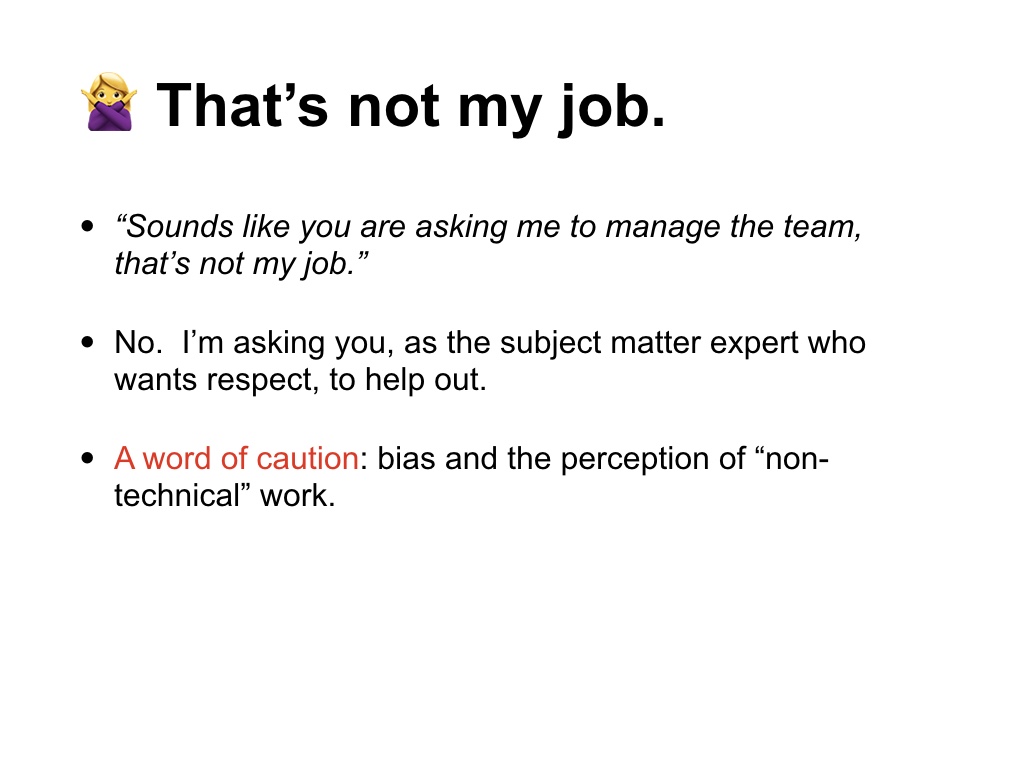 🙅‍♀️ That’s not my job.
• “Sounds like you are asking me to manage the team,
that’s not my job.”
• No.  I’m asking you, as the subject matter expert who
wants respect, to help out.
• A word of caution: bias and the perception of “non-
technical” work.